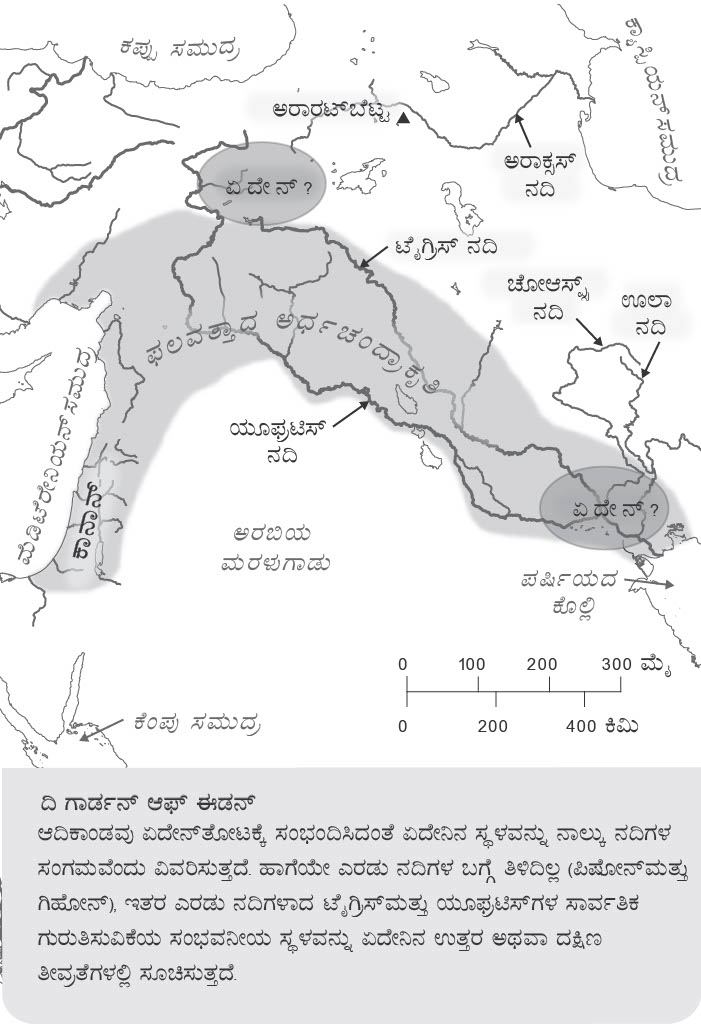 ಕಪ್ಪು ಸಮುದ್ರ
ಕ್ಯಾಸ್ಪಿಯನ್ ಸಮುದ್ರ
ಅರಾರಟ್‌ಬೆಟ್ಟ
ಅರಾಕ್ಸಸ್
ನದಿ
ಏದೇನ್?
ಟೈಗ್ರಿಸ್ ನದಿ
ಚೋಆಸ್ಪ್ಸ್
ನದಿ
ಊಲಾ
ನದಿ
ಫಲವತ್ತಾದ ಅರ್ಧಚಂದ್ರಾಕೃತಿ
ಮೆಡಿಟೆರೇನಿಯನ್ ಸಮುದ್ರ
ಯೂಫ್ರಟಿಸ್
ನದಿ
ಕಾನಾನ್
ಏದೇನ್?
ಅರಬಿಯ
ಮರಳುಗಾಡು
ಪರ್ಷಿಯದ
ಕೊಲ್ಲಿ
0 100 200 300 ಮೈ
0 200 400 ಕಿಮಿ
ಕೆಂಪು ಸಮುದ್ರ
ದಿ ಗಾರ್ಡನ್ ಆಫ್ ಈಡನ್
ಆದಿಕಾಂಡವು ಏದೇನ್‌ತೋಟಕ್ಕೆ ಸಂಭಂದಿಸಿದಂತೆ ಏದೇನಿನ ಸ್ಥಳವನ್ನು ನಾಲ್ಕು ನದಿಗಳ
ಸಂಗಮವೆಂದು ವಿವರಿಸುತ್ತದೆ. ಹಾಗೆಯೇ ಎರಡು ನದಿಗಳ ಬಗ್ಗೆ ತಿಳಿದಿಲ್ಲ (ಪಿಷೋನ್‌ಮತ್ತು
ಗಿಹೋನ್), ಇತರ ಎರಡು ನದಿಗಳಾದ ಟೈಗ್ರಿಸ್‌ಮತ್ತು ಯೂಫ್ರಟಿಸ್‌ಗಳ ಸಾರ್ವತಿಕ
ಗುರುತಿಸುವಿಕೆಯ ಸಂಭವನೀಯ ಸ್ಥಳವನ್ನು ಏದೇನಿನ ಉತ್ತರ ಅಥವಾ ದಕ್ಷಿಣ
ತೀವ್ರತೆಗಳಲ್ಲಿ ಸೂಚಿಸುತ್ತದೆ.